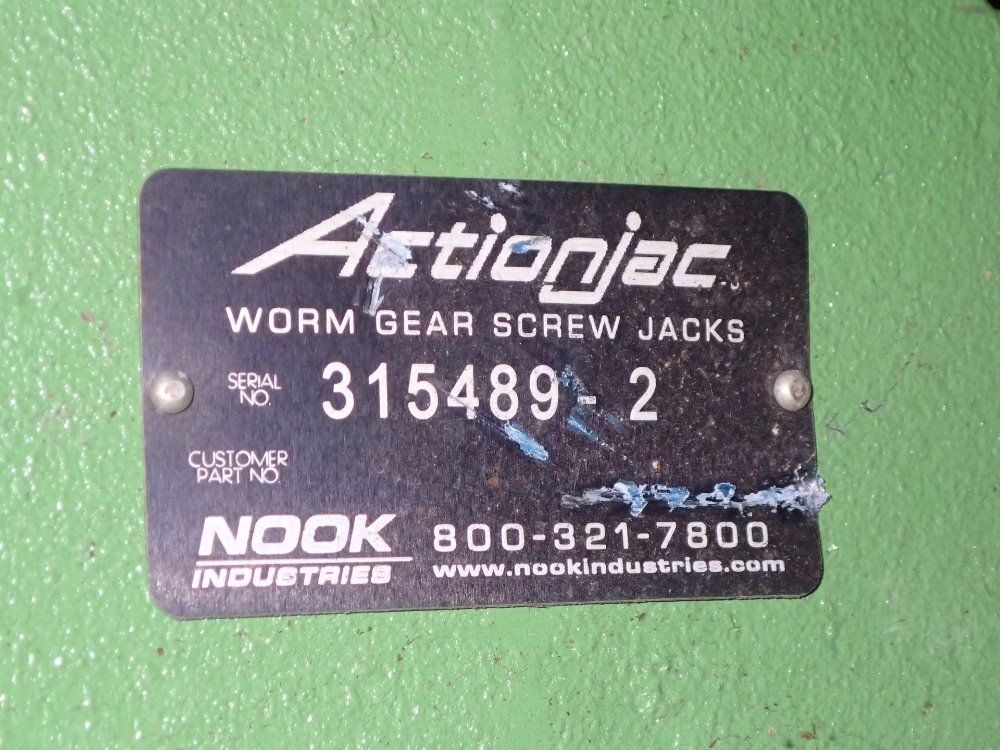 Actionjac
WORM GEAR SCREW JACKS
SERIAL NO. 315489-2
CUSTOMER PART NO.
NOOK INDUSTRIES
800-321-7800
www.nookindustries.com